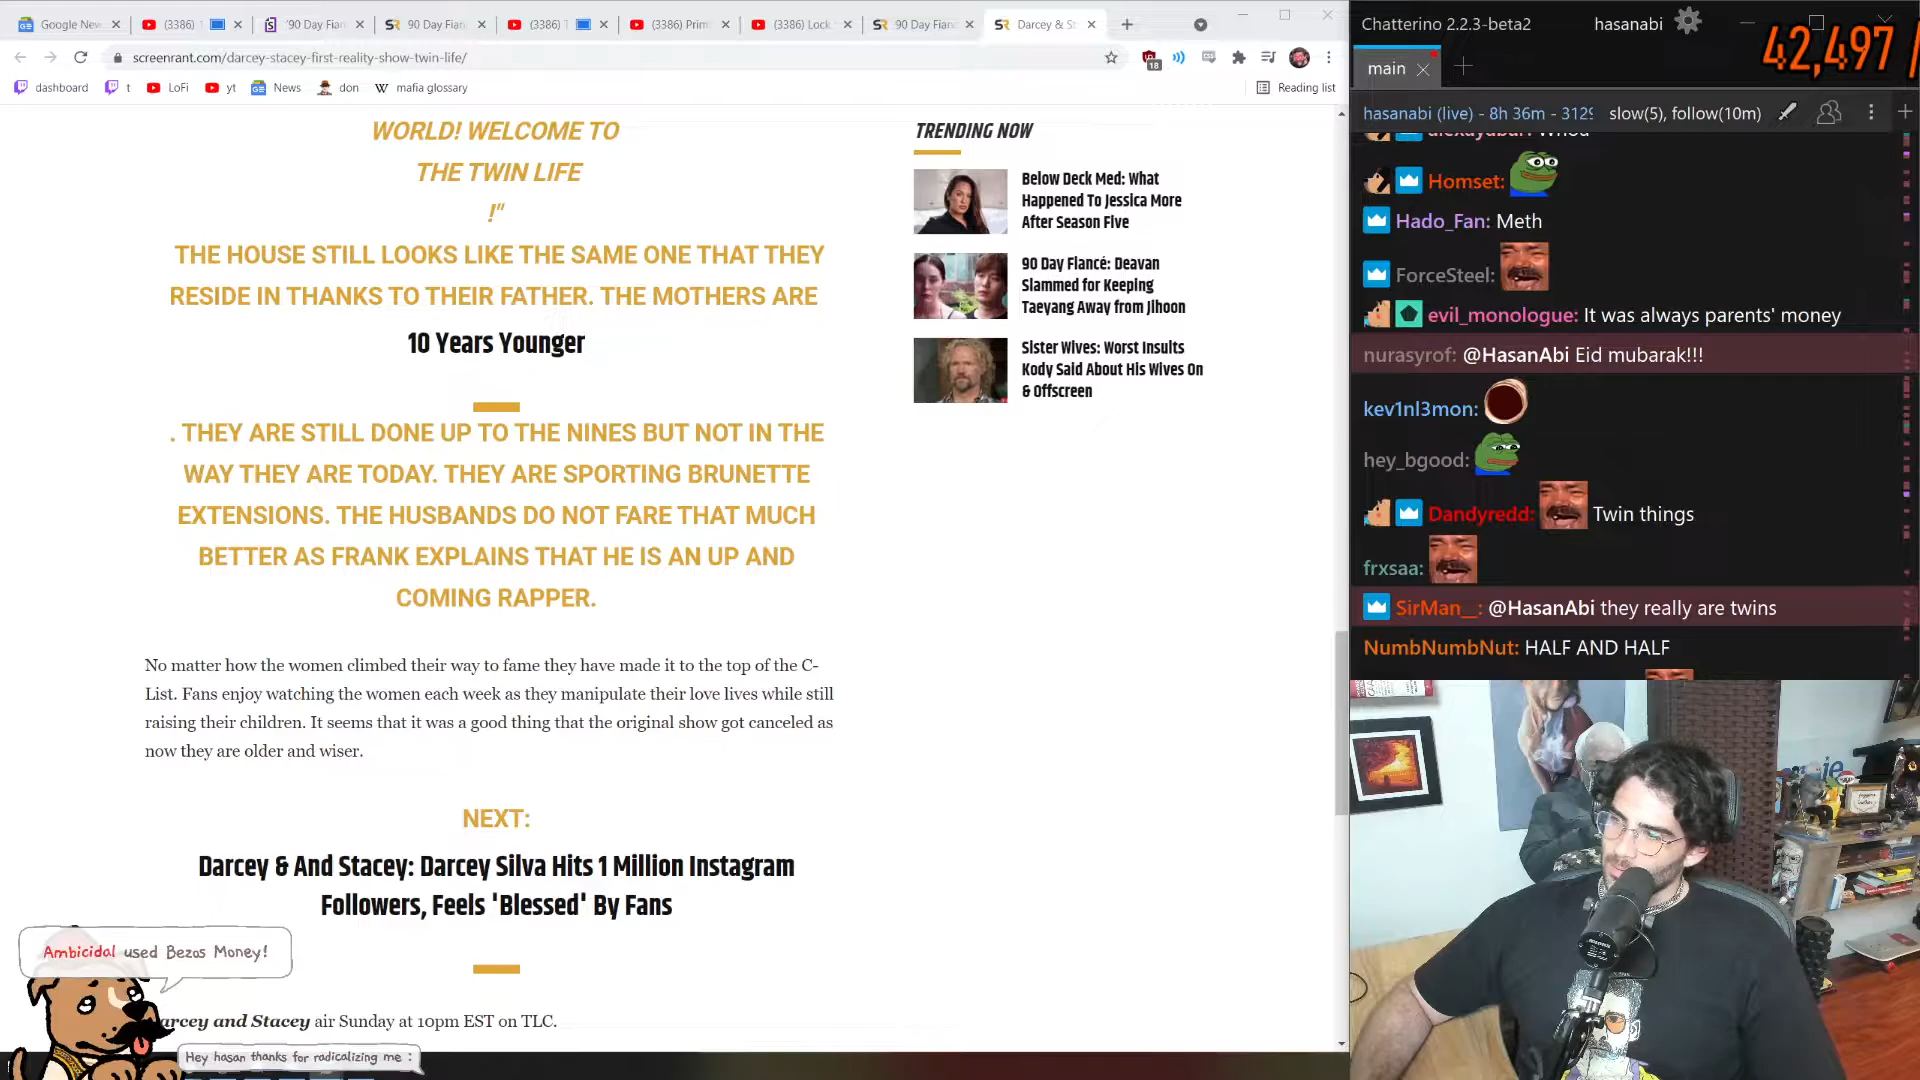 Google New
(3386)
'90 Day Fian
90 Day Fian
(3386)
(3386) Prim
(3386) Lock
90 Day Fian
Darcey & St
screenrant.com/darcey-stacey-first-reality-show-twin-life/
18
dashboard
t
LoFi
yt
News
don
mafia glossary
Reading list
WORLD! WELCOME TO
THE TWIN LIFE
!"
THE HOUSE STILL LOOKS LIKE THE SAME ONE THAT THEY
RESIDE IN THANKS TO THEIR FATHER. THE MOTHERS ARE
10 Years Younger
. THEY ARE STILL DONE UP TO THE NINES BUT NOT IN THE
WAY THEY ARE TODAY. THEY ARE SPORTING BRUNETTE
EXTENSIONS. THE HUSBANDS DO NOT FARE THAT MUCH
BETTER AS FRANK EXPLAINS THAT HE IS AN UP AND
COMING RAPPER.
No matter how the women climbed their way to fame they have made it to the top of the C-
List. Fans enjoy watching the women each week as they manipulate their love lives while still
raising their children. It seems that it was a good thing that the original show got canceled as
now they are older and wiser.
NEXT:
Darcey & And Stacey: Darcey Silva Hits 1 Million Instagram
Followers, Feels 'Blessed' By Fans
arcey and Stacey air Sunday at 10pm EST on TLC.
Ambicidal used Bezos Money!
Hey hasan thanks for radicalizing me :
TRENDING NOW
Below Deck Med: What
Happened To Jessica More
After Season Five
90 Day Fiancé: Deavan
Slammed for Keeping
Taeyang Away from Jihoon
Sister Wives: Worst Insults
Kody Said About His Wives On
& Offscreen
Chatterino 2.2.3-beta2
hasanabi
42,497 /
main
hasanabi (live) - 8h 36m - 3129
slow(5), follow(10m)
Homset:
Hado_Fan: Meth
ForceSteel:
evil_monologue: It was always parents' money
nurasyrof: @HasanAbi Eid mubarak!!!
kev1nl3mon:
hey_bgood:
Dandyredd: Twin things
frxsaa:
SirMan__: @HasanAbi they really are twins
NumbNumbNut: HALF AND HALF